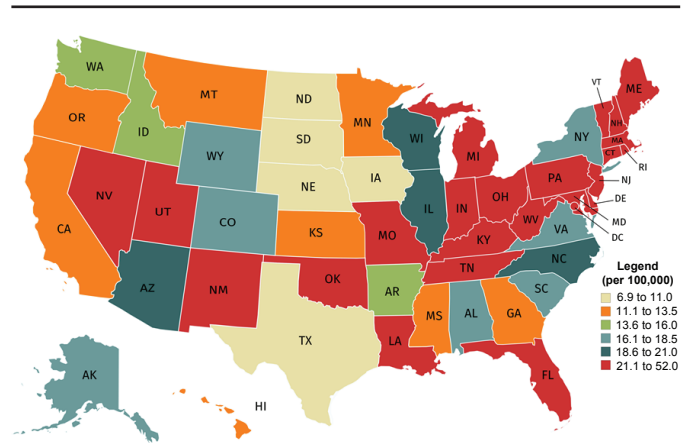 WA
MT
ND
MN
VT
ME
OR
ID
SD
WI
MI
NY
NH
MA
CT
RI
WY
NE
IA
PA
NJ
NV
UT
CO
IL
IN
OH
DE
MD
DC
CA
KS
MO
WV
VA
KY
NC
AZ
NM
OK
AR
TN
SC
MS
AL
GA
TX
LA
FL
AK
HI
Legend
(per 100,000)
6.9 to 11.0
11.1 to 13.5
13.6 to 16.0
16.1 to 18.5
18.6 to 21.0
21.1 to 52.0